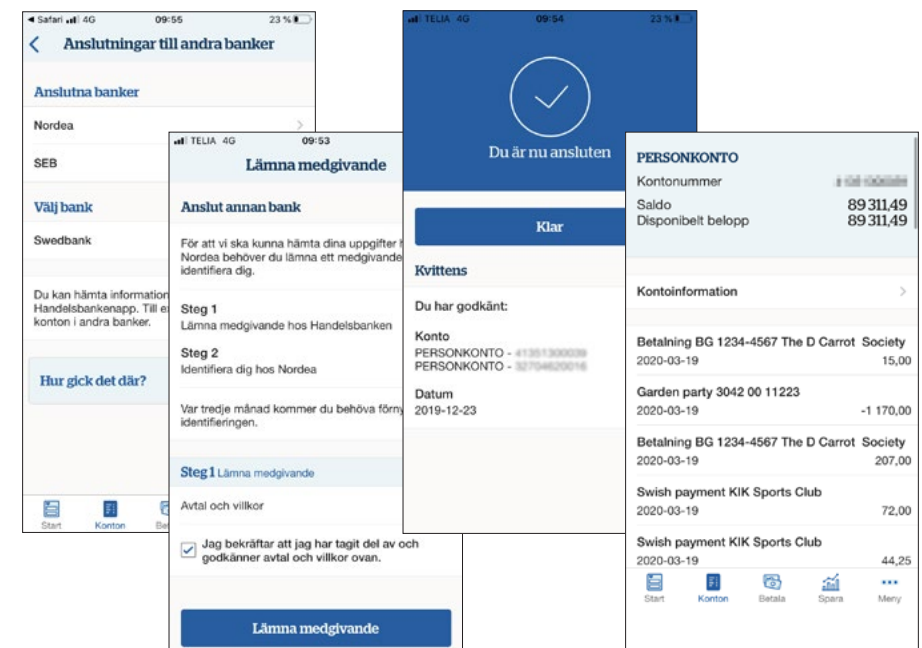 Safari 4G 09:55 23 %
Anslutningar till andra banker
Anslutna banker
Nordea
SEB
Välj bank
Swedbank
Du kan hämta information
Handelsbankenapp. Till
konton i andra banker.
Hur gick det där?
Start Konton
TELIA 4G 09:53
Lämna medgivande
Anslut annan bank
För att vi ska kunna hämta dina uppgifter
Nordea behöver du lämna ett medgivande
identifiera dig.
Steg 1
Lämna medgivande hos Handelsbanken
Steg 2
Identifiera dig hos Nordea
Var tredje månad kommer du behöva förny
identifieringen.
Steg 1 Lämna medgivande
Avtal och villkor
Jag bekräftar att jag har tagit del av och
godkänner avtal och villkor ovan.
Lämna medgivande
TELIA 4G 09:54 23 %
Du är nu ansluten
Klar
Kvittens
Du har godkänt:
Konto
PERSONKONTO -
PERSONKONTO -
Datum
2019-12-23
PERSONKONTO
Kontonummer
Saldo 89 311,49
Disponibelt belopp 89 311,49
Kontoinformation
Betalning BG 1234-4567 The D Carrot Society
2020-03-19 15,00
Garden party 3042 00 11223
2020-03-19 -1 170,00
Betalning BG 1234-4567 The D Carrot Society
2020-03-19 207,00
Swish payment KIK Sports Club
2020-03-19 72,00
Swish payment KIK Sports Club
2020-03-19 44,25
Start Konton Betala Spara Meny